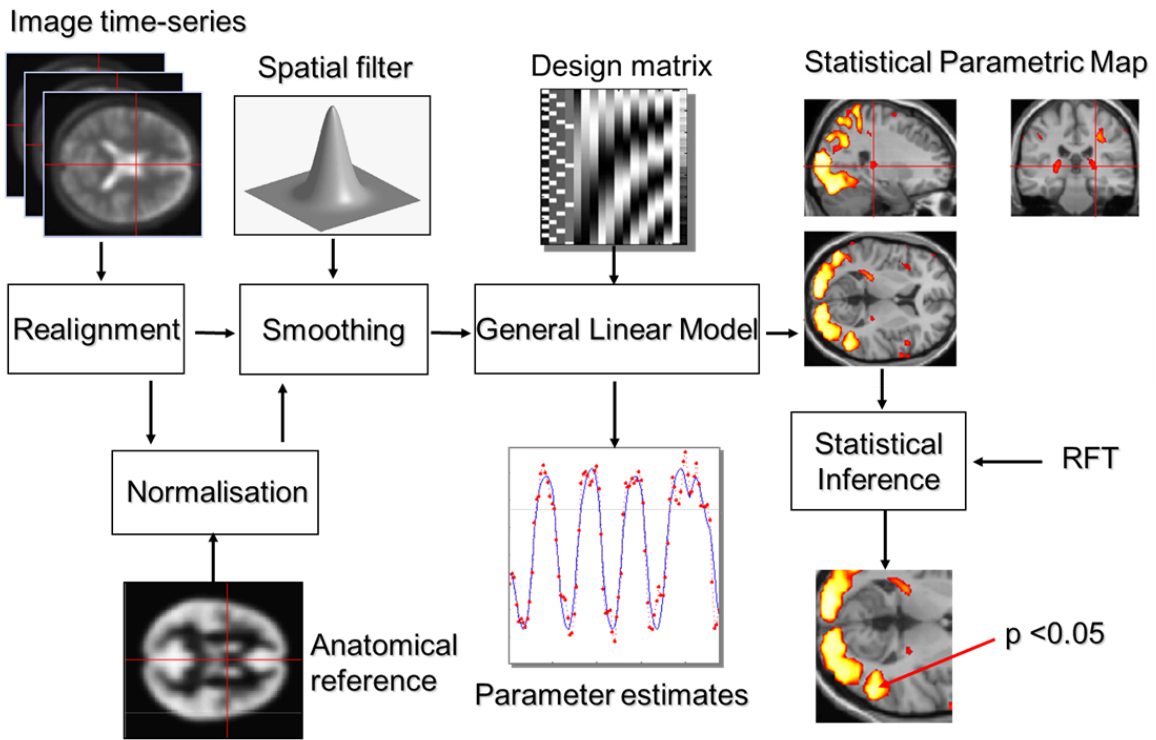 Image time-series
Spatial filter
Design matrix
Statistical Parametric Map
Realignment
Smoothing
General Linear Model
Statistical
Inference
RFT
Normalisation
Anatomical
reference
Parameter estimates
p <0.05